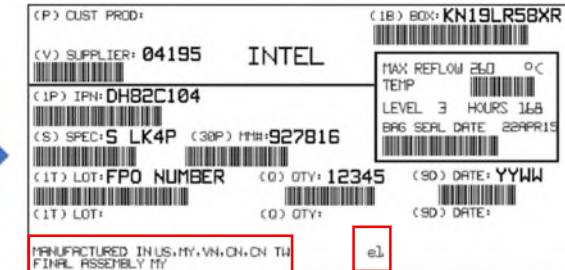 (P) CUST PROD:
(1B) BOX: KN19LR58XR
(V) SUPPLIER: 04195
INTEL
MAX REFLOW 260 °C
TEMP
LEVEL 3 HOURS 168
BAG SEAL DATE 22APR15
(1P) IPN: DH82C104
(S) SPEC: S LK4P (30P) MM#: 927816
(1T) LOT: FPO NUMBER (Q) QTY: 12345 (9D) DATE: YYWW
(1T) LOT: (Q) QTY: (9D) DATE:
MANUFACTURED IN US,MY,VN,CN,CN TW
FINAL ASSEMBLY MY
e1